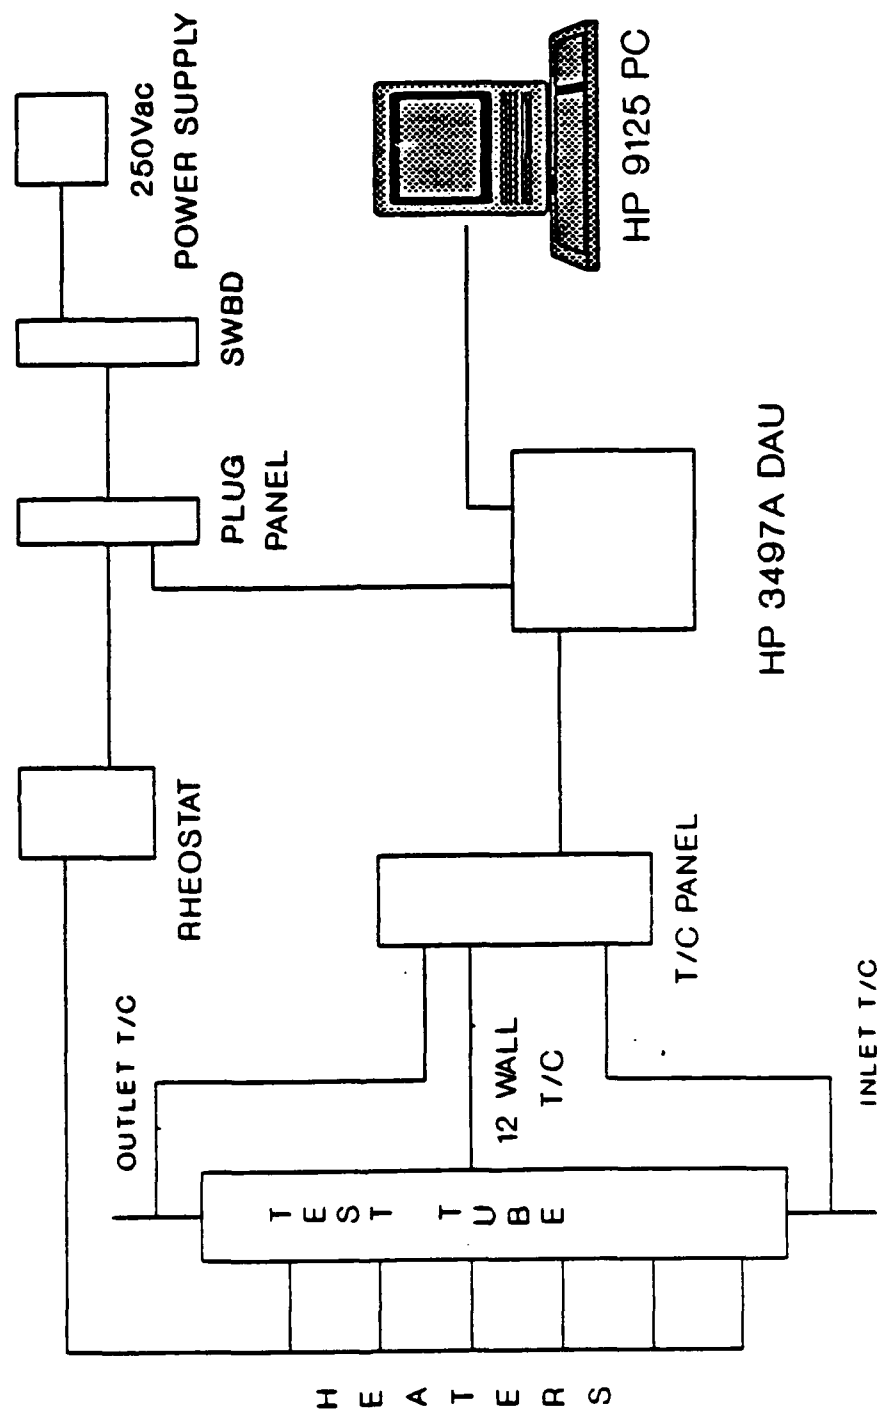 HEATERS
TEST TUBE
OUTLET T/C
12 WALL
T/C
INLET T/C
RHEOSTAT
T/C PANEL
PLUG
PANEL
SWBD
250Vac
POWER SUPPLY
HP 3497A DAU
HP 9125 PC